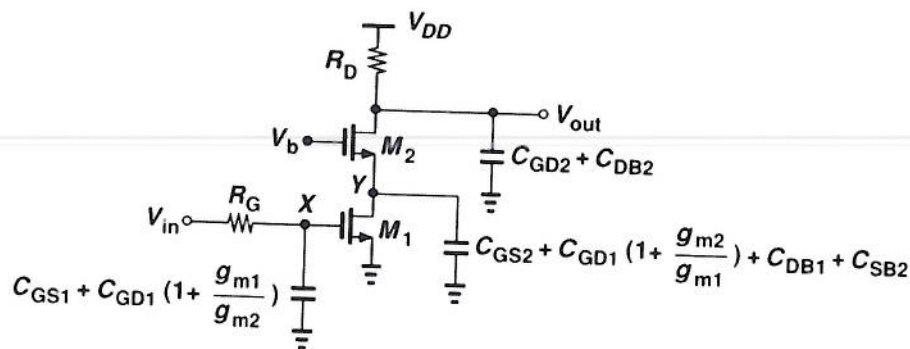 V_DD
R_D
V_out
V_b
M_2
C_GD2 + C_DB2
Y
R_G
X
V_in
M_1
C_GS2 + C_GD1 (1+ g_m2/g_m1) + C_DB1 + C_SB2
C_GS1 + C_GD1 (1+ g_m1/g_m2)